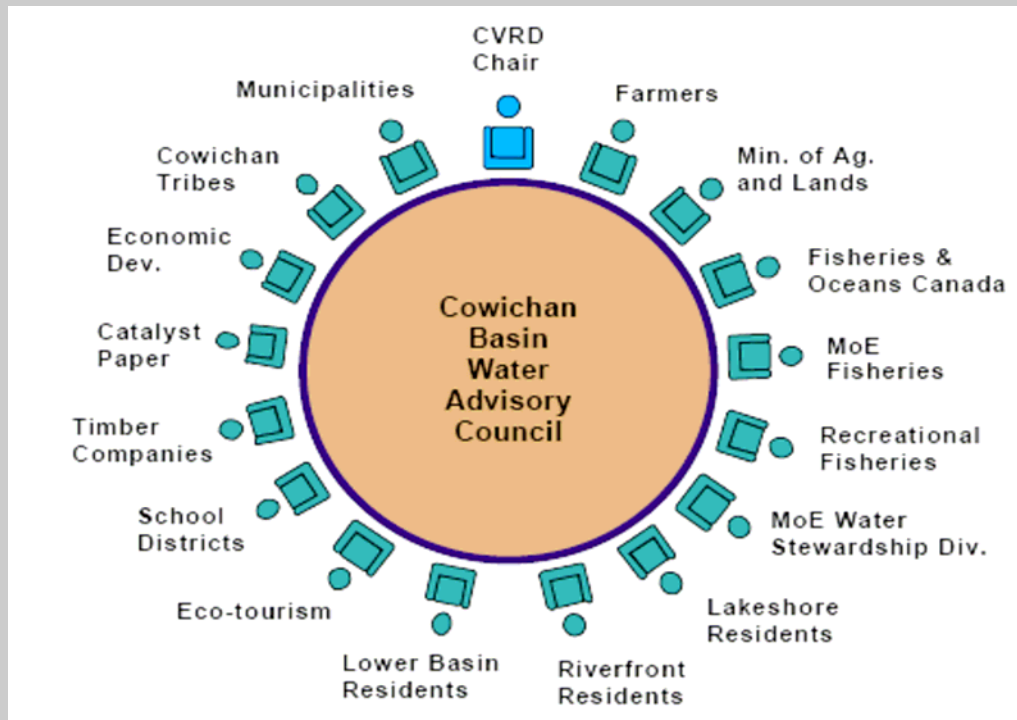 CVRD
Chair
Municipalities
Farmers
Cowichan
Tribes
Min. of Ag.
and Lands
Economic
Dev.
Fisheries &
Oceans Canada
Cowichan
Basin
Water
Advisory
Council
Catalyst
Paper
MoE
Fisheries
Timber
Companies
Recreational
Fisheries
School
Districts
MoE Water
Stewardship Div.
Eco-tourism
Lakeshore
Residents
Lower Basin
Residents
Riverfront
Residents